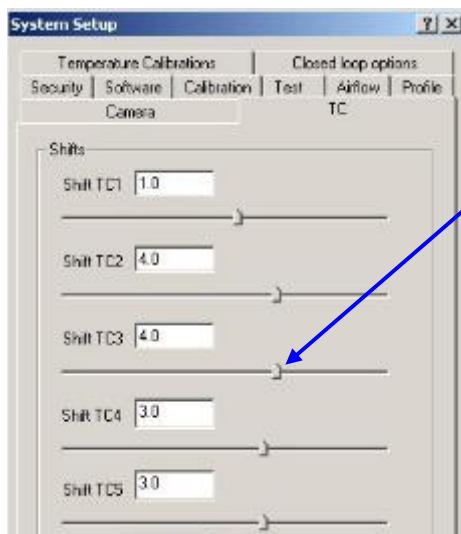 System Setup ? ×
Temperature Calibrations Closed loop options
Security Software Calibration Test Airflow Profile
Camera TC
Shifts
Shift TC1 1.0
Shift TC2 4.0
Shift TC3 4.0
Shift TC4 3.0
Shift TC5 3.0